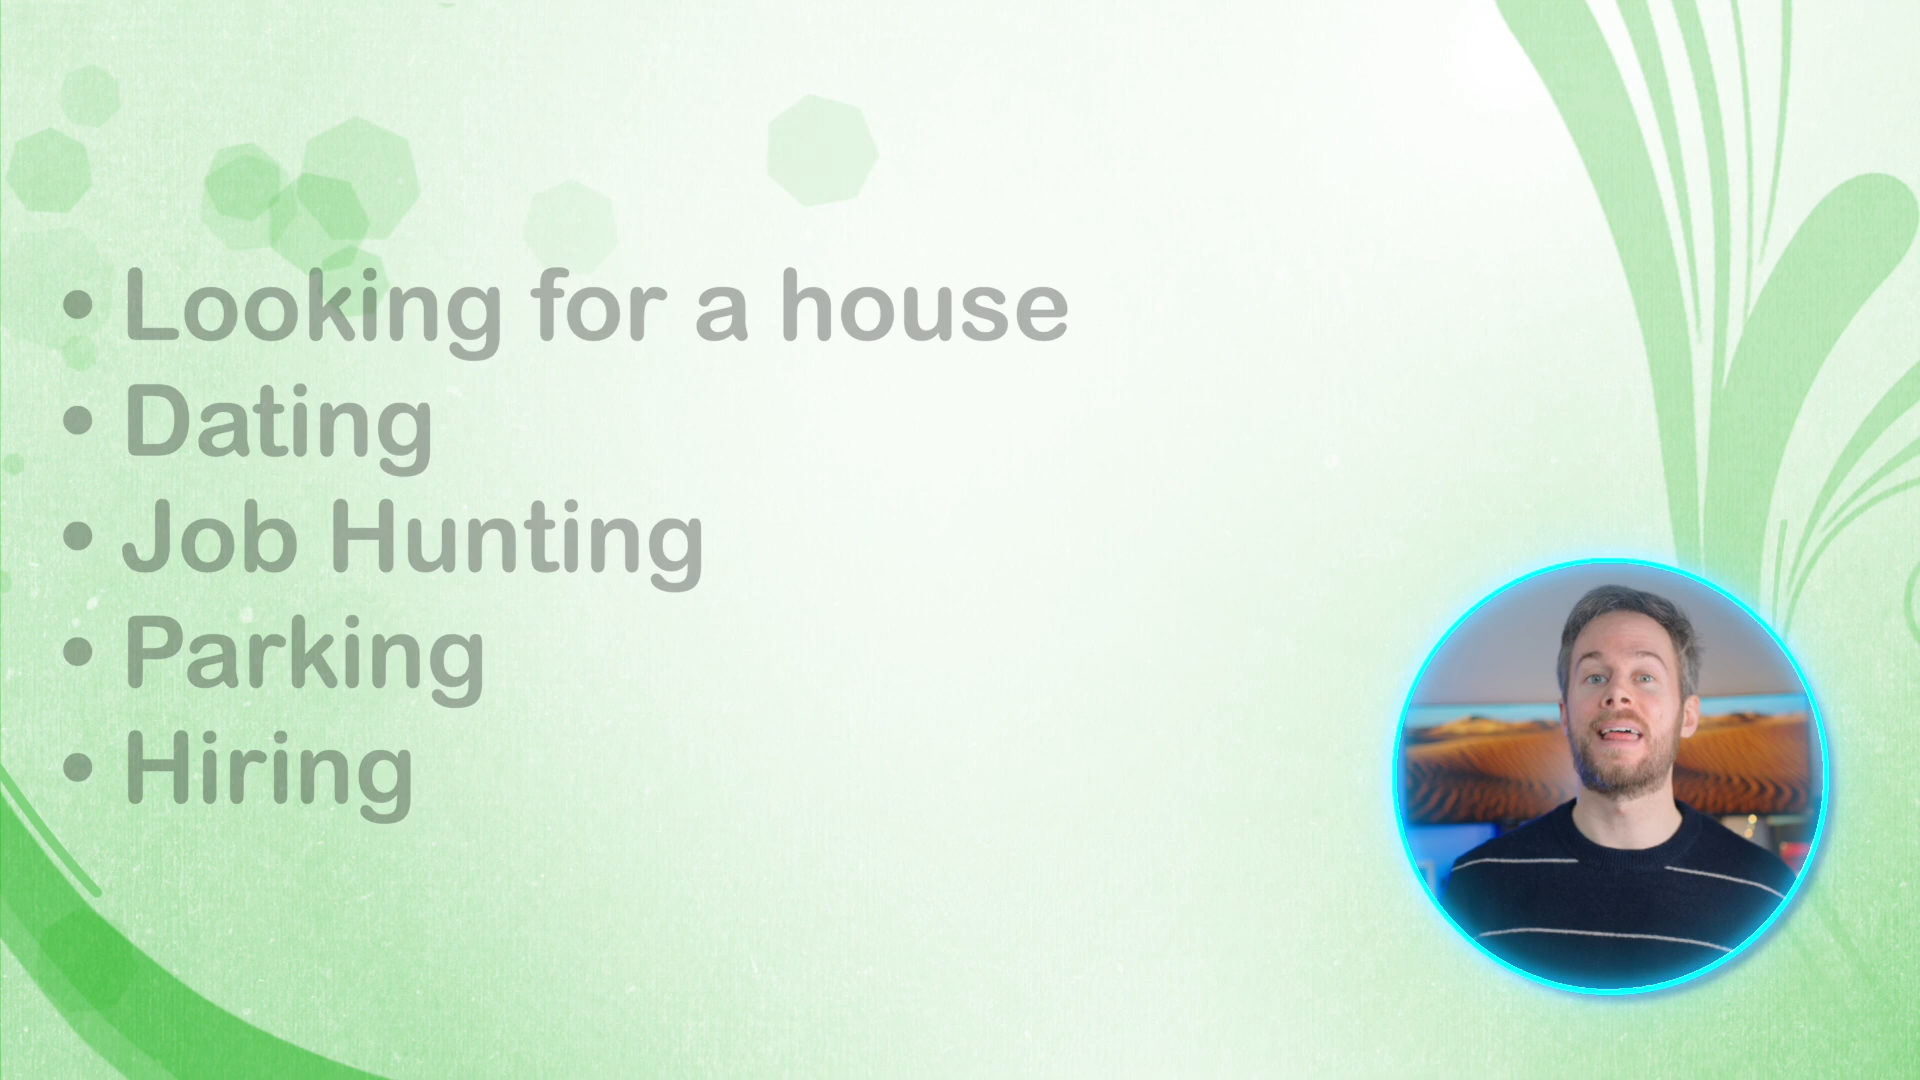 • Looking for a house
• Dating
• Job Hunting
• Parking
• Hiring